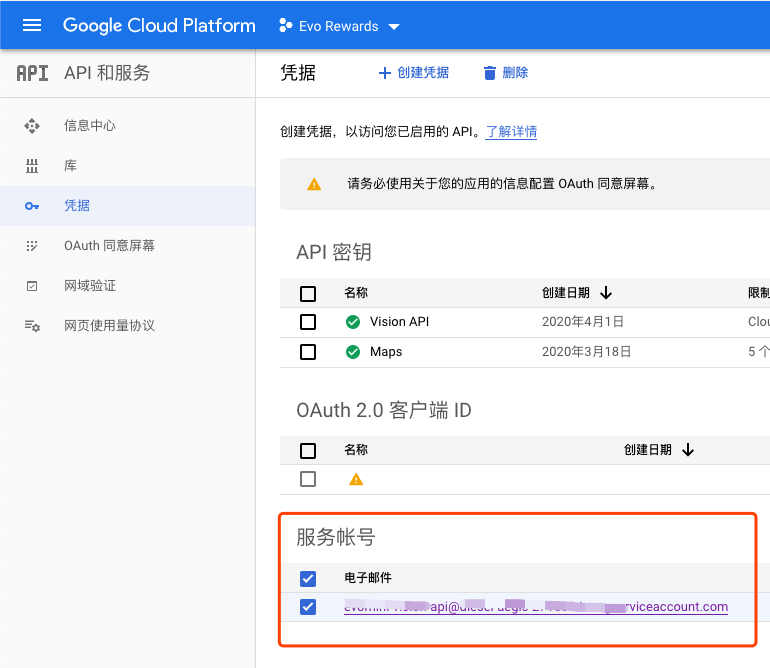 Google Cloud Platform Evo Rewards
API API 和服务
凭据 创建凭据 删除
信息中心
库
凭据
OAuth 同意屏幕
网域验证
网页使用量协议
创建凭据，以访问您已启用的 API。了解详情
请务必使用关于您的应用的信息配置 OAuth 同意屏幕。
API 密钥
名称 创建日期 限制
Vision API 2020年4月1日 Clou
Maps 2020年3月18日 5 个
OAuth 2.0 客户端 ID
名称 创建日期
服务帐号
电子邮件
rviceaccount.com